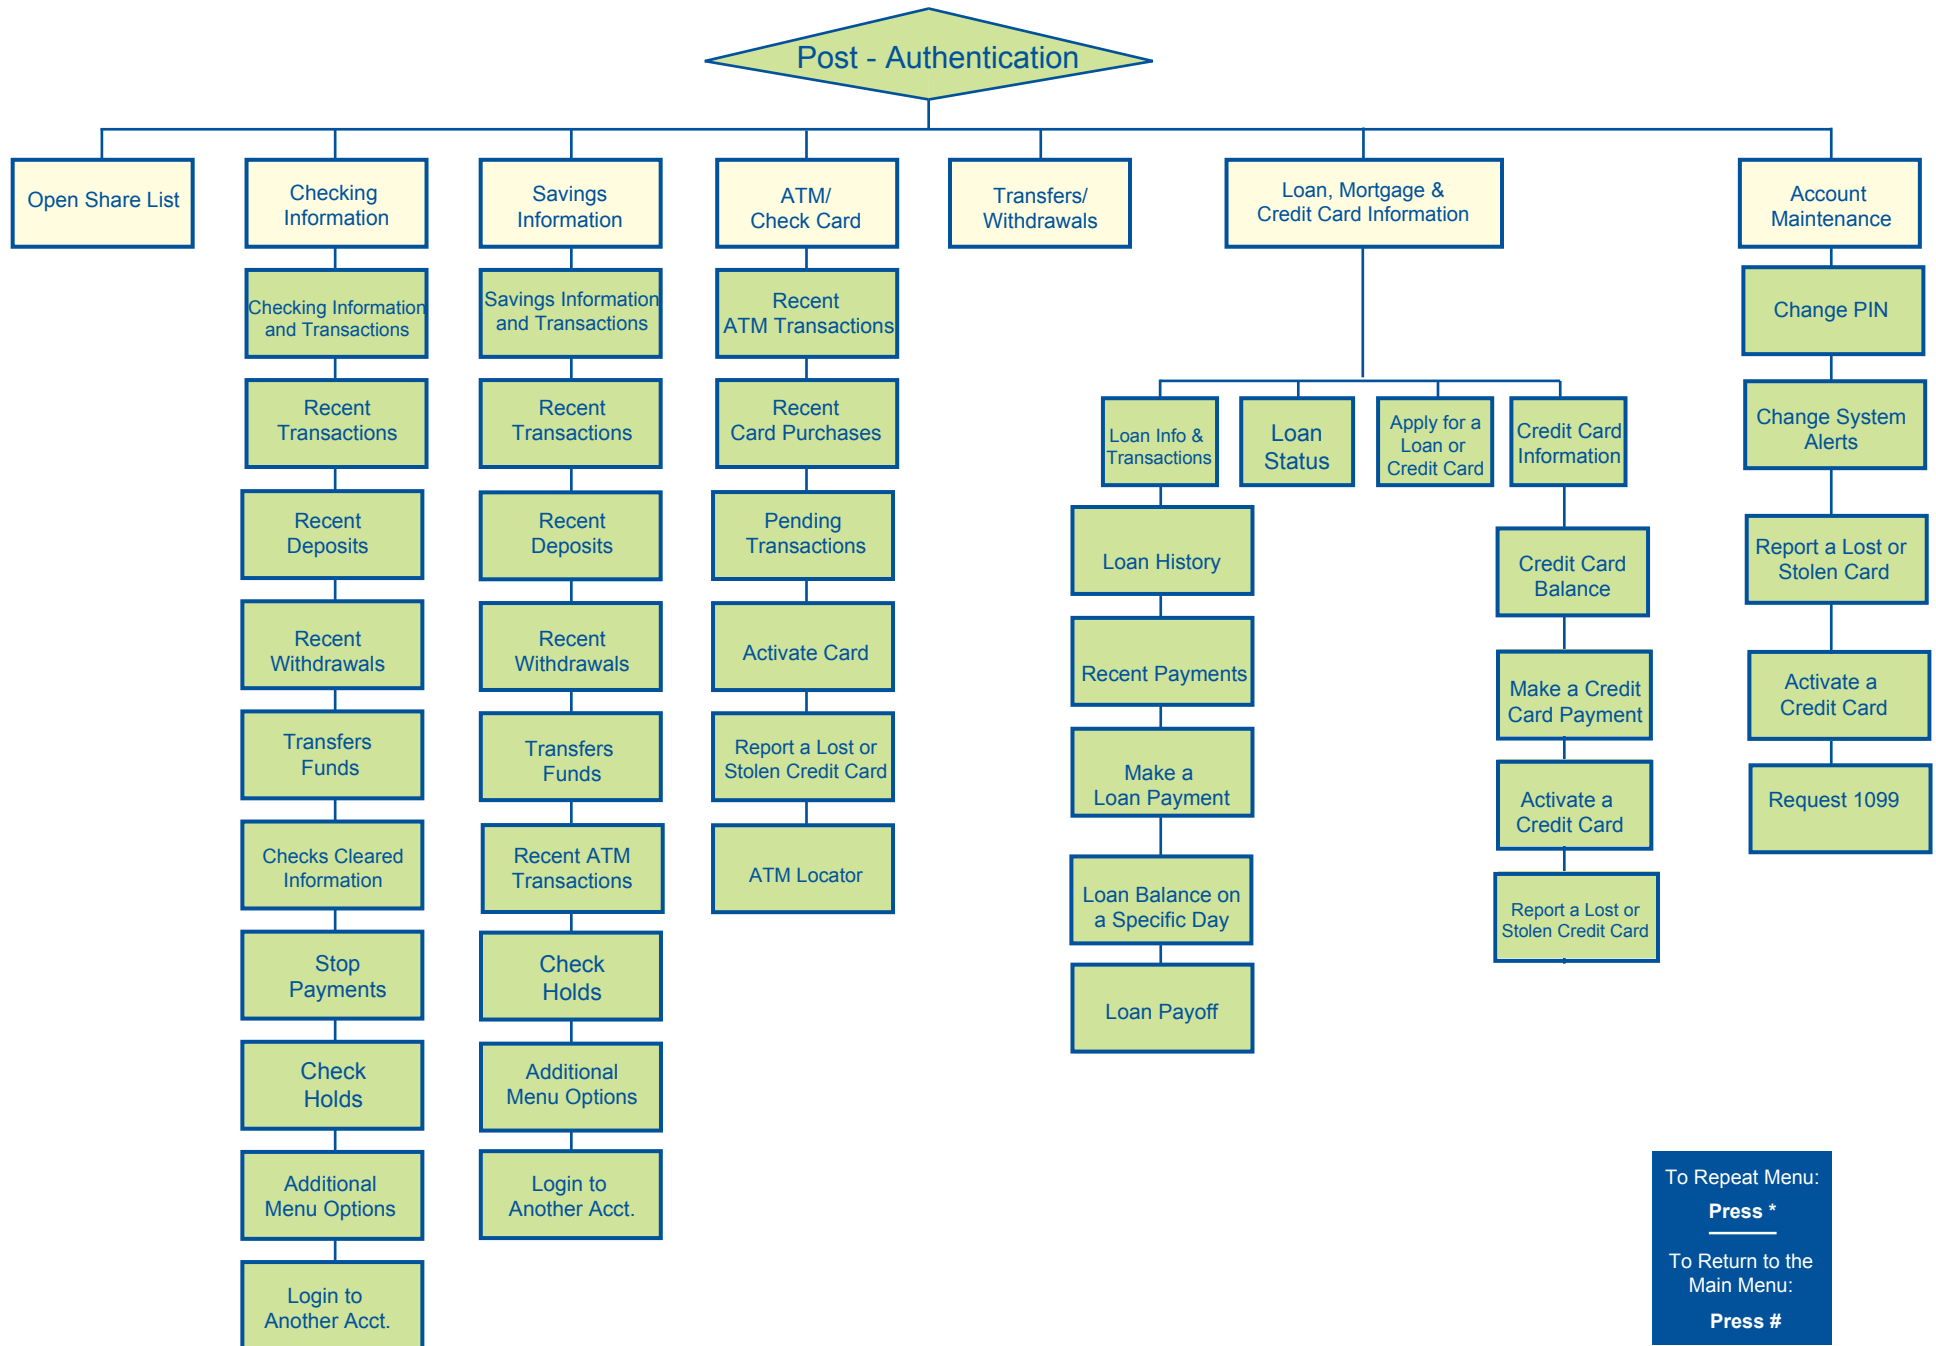 Post - Authentication
Open Share List
Checking
Information
Savings
Information
ATM/
Check Card
Transfers/
Withdrawals
Loan, Mortgage &
Credit Card Information
Account
Maintenance
Checking Information
and Transactions
Recent
Transactions
Recent
Deposits
Recent
Withdrawals
Transfers
Funds
Checks Cleared
Information
Stop
Payments
Check
Holds
Additional
Menu Options
Login to
Another Acct.
Savings Information
and Transactions
Recent
Transactions
Recent
Deposits
Recent
Withdrawals
Transfers
Funds
Recent ATM
Transactions
Check
Holds
Additional
Menu Options
Login to
Another Acct.
Recent
ATM Transactions
Recent
Card Purchases
Pending
Transactions
Activate Card
Report a Lost or
Stolen Credit Card
ATM Locator
Loan Info &
Transactions
Loan
Status
Apply for a
Loan or
Credit Card
Credit Card
Information
Loan History
Recent Payments
Make a
Loan Payment
Loan Balance on
a Specific Day
Loan Payoff
Credit Card
Balance
Make a Credit
Card Payment
Activate a
Credit Card
Report a Lost or
Stolen Credit Card
Change PIN
Change System
Alerts
Report a Lost or
Stolen Card
Activate a
Credit Card
Request 1099
To Repeat Menu:
Press *
To Return to the
Main Menu:
Press #